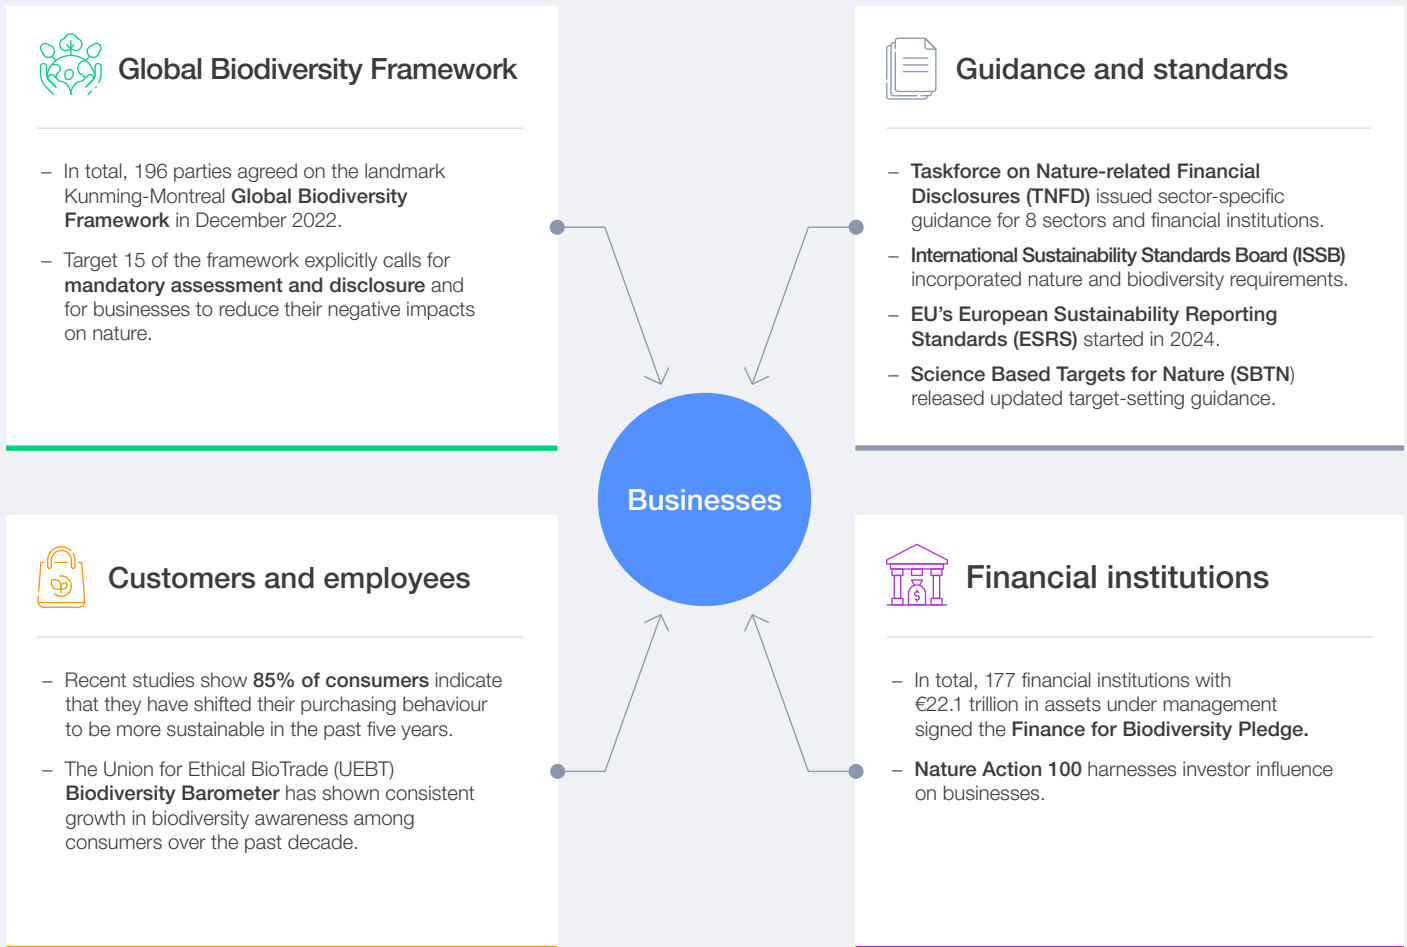 Global Biodiversity Framework
– In total, 196 parties agreed on the landmark
Kunming-Montreal Global Biodiversity
Framework in December 2022.
– Target 15 of the framework explicitly calls for
mandatory assessment and disclosure and
for businesses to reduce their negative impacts
on nature.
Guidance and standards
– Taskforce on Nature-related Financial
Disclosures (TNFD) issued sector-specific
guidance for 8 sectors and financial institutions.
– International Sustainability Standards Board (ISSB)
incorporated nature and biodiversity requirements.
– EU’s European Sustainability Reporting
Standards (ESRS) started in 2024.
– Science Based Targets for Nature (SBTN)
released updated target-setting guidance.
Businesses
Customers and employees
– Recent studies show 85% of consumers indicate
that they have shifted their purchasing behaviour
to be more sustainable in the past five years.
– The Union for Ethical BioTrade (UEBT)
Biodiversity Barometer has shown consistent
growth in biodiversity awareness among
consumers over the past decade.
Financial institutions
$
– In total, 177 financial institutions with
€22.1 trillion in assets under management
signed the Finance for Biodiversity Pledge.
– Nature Action 100 harnesses investor influence
on businesses.